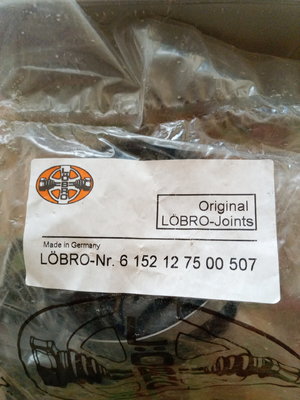 Original
LÖBRO-Joints
Made in Germany
LÖBRO-Nr. 6 152 12 75 00 507